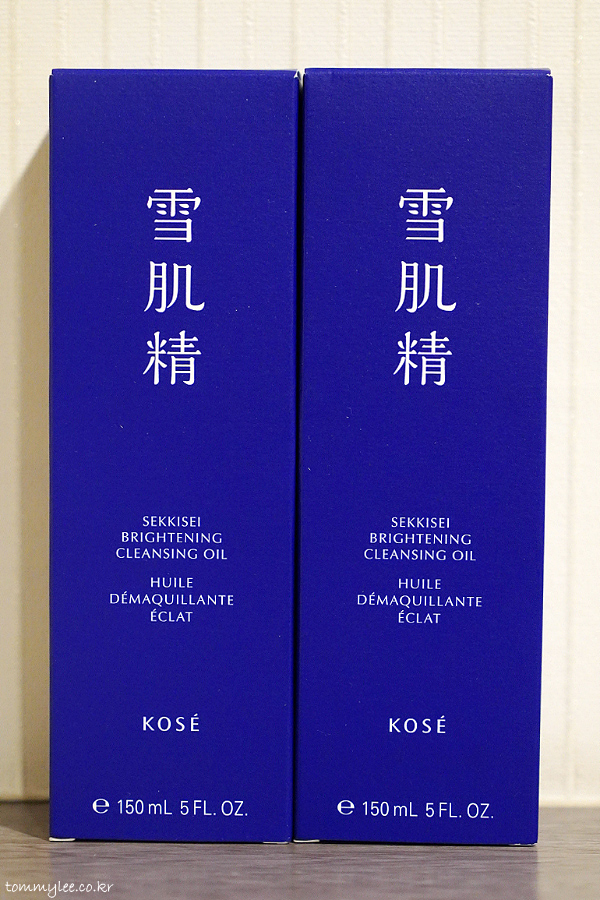 雪肌精
SEKKISEI
BRIGHTENING
CLEANSING OIL
HUILE
DÉMAQUILLANTE
ÉCLAT
KOSÉ
℮ 150 mL 5 FL. OZ.
雪肌精
SEKKISEI
BRIGHTENING
CLEANSING OIL
HUILE
DÉMAQUILLANTE
ÉCLAT
KOSÉ
℮ 150 mL 5 FL. OZ.
tommylee.co.kr